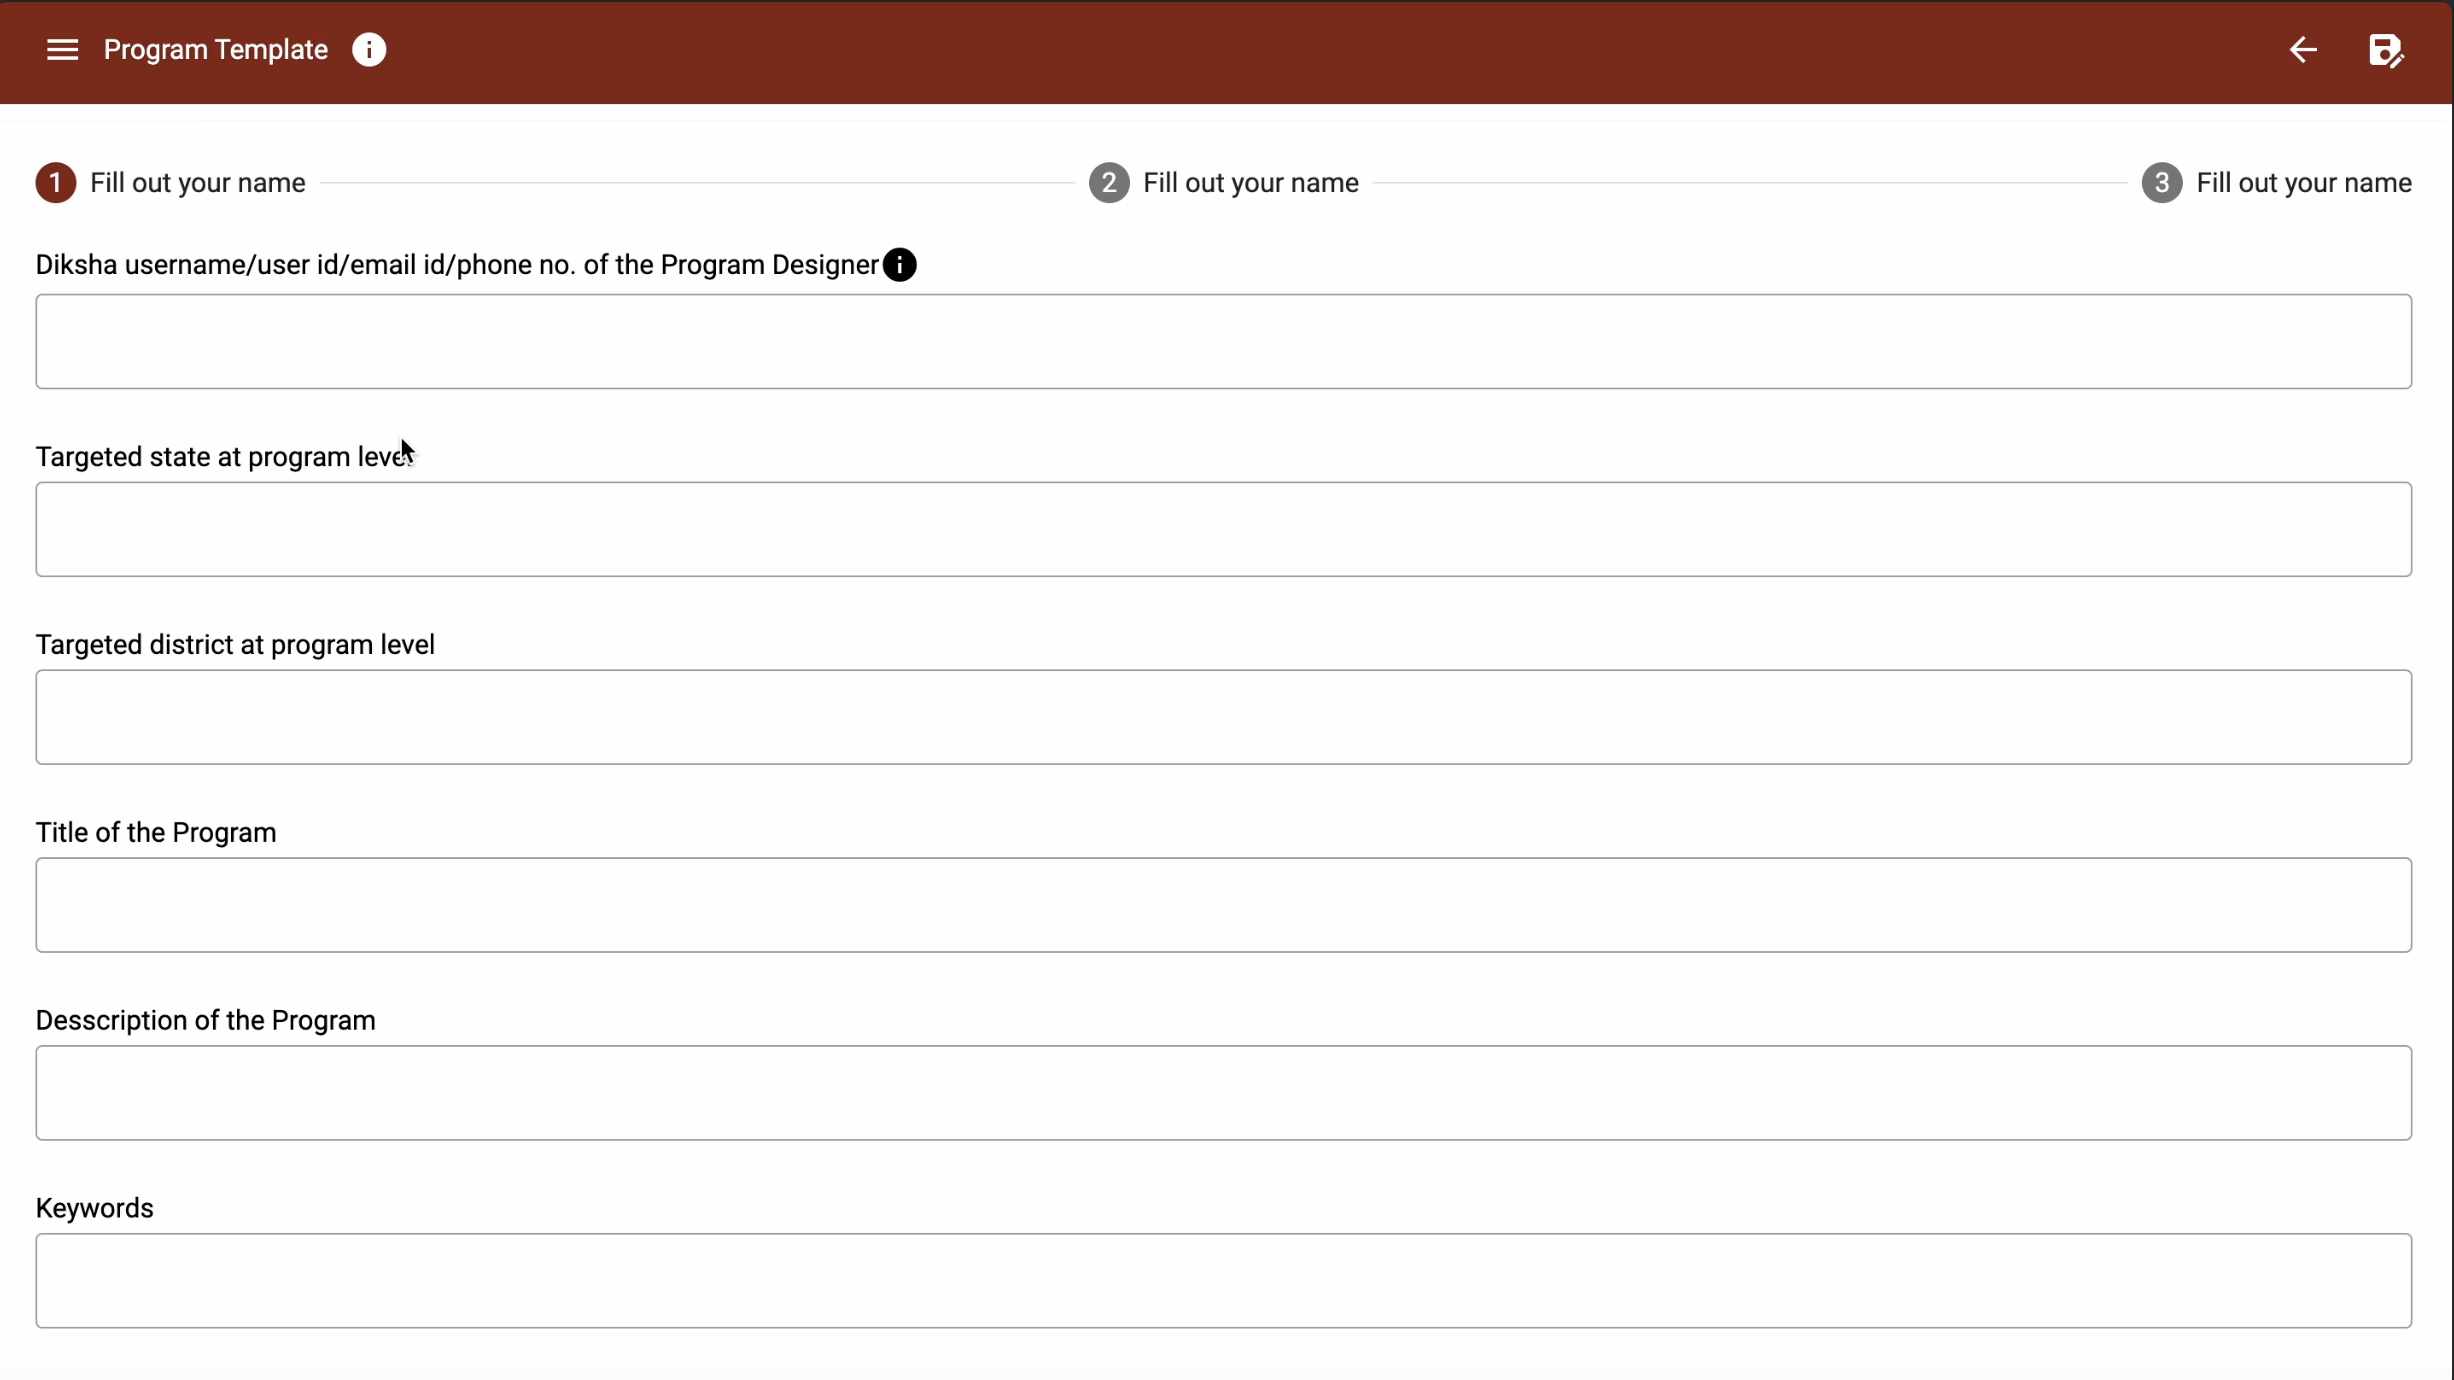 Program Template
1 Fill out your name 2 Fill out your name 3 Fill out your name
Diksha username/user id/email id/phone no. of the Program Designer
Targeted state at program level
Targeted district at program level
Title of the Program
Desscription of the Program
Keywords